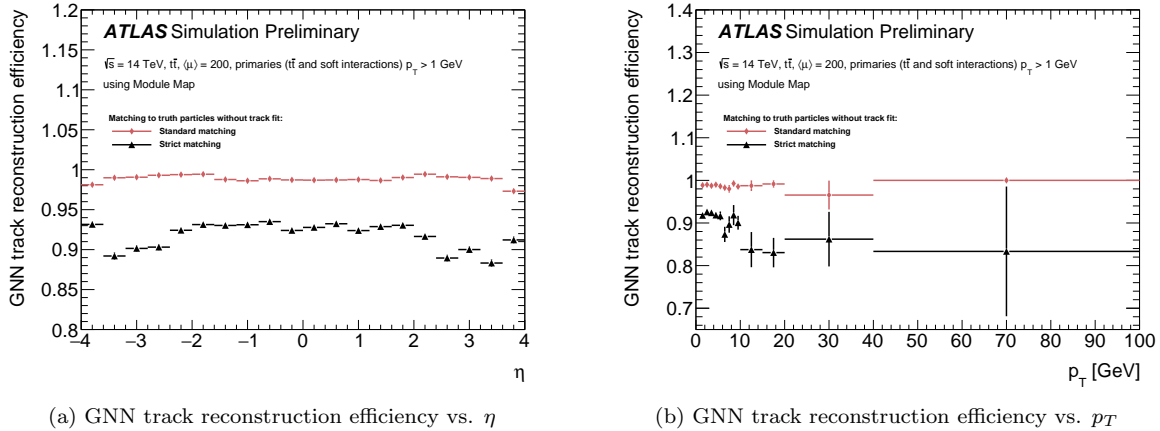 GNN track reconstruction efficiency
1.2
1.15
1.1
1.05
1
0.95
0.9
0.85
0.8
ATLAS Simulation Preliminary
√s = 14 TeV, tt̄, ⟨μ⟩ = 200, primaries (tt̄ and soft interactions) p_T > 1 GeV
using Module Map
Matching to truth particles without track fit:
Standard matching
Strict matching
−4 −3 −2 −1 0 1 2 3 4
η
(a) GNN track reconstruction efficiency vs. η
GNN track reconstruction efficiency
1.4
1.3
1.2
1.1
1
0.9
0.8
0.7
ATLAS Simulation Preliminary
√s = 14 TeV, tt̄, ⟨μ⟩ = 200, primaries (tt̄ and soft interactions) p_T > 1 GeV
using Module Map
Matching to truth particles without track fit:
Standard matching
Strict matching
0 10 20 30 40 50 60 70 80 90 100
p_T [GeV]
(b) GNN track reconstruction efficiency vs. p_T